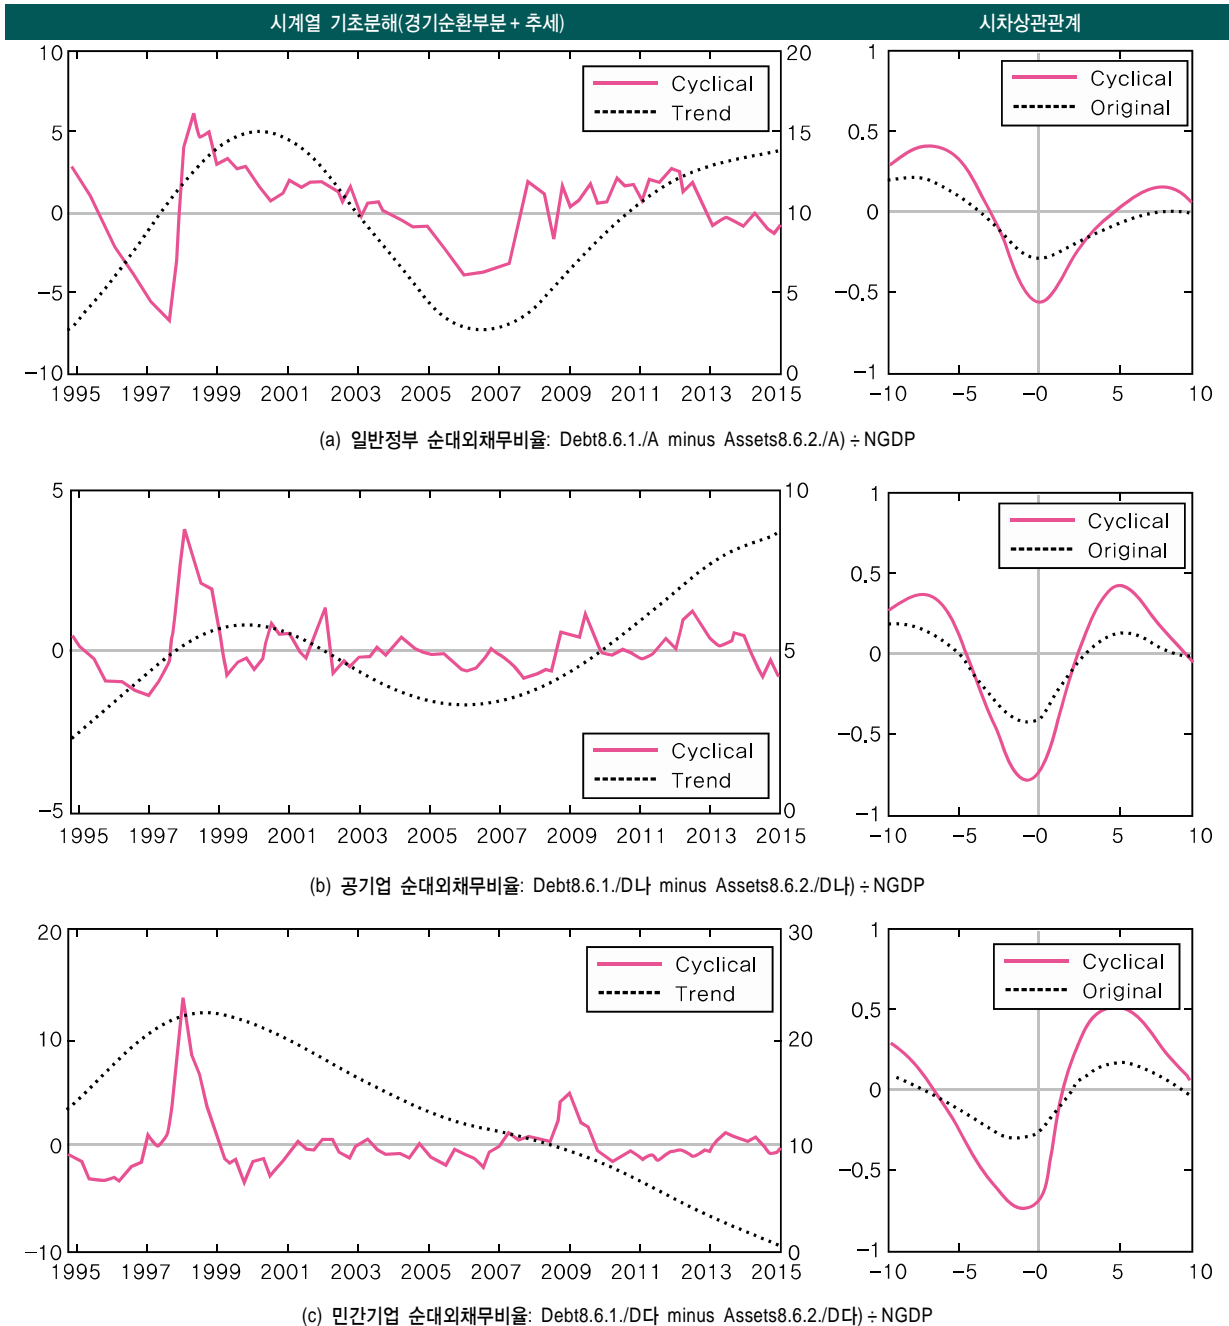 시계열 기초분해(경기순환부분 + 추세) 시차상관관계
10 20 1
Cyclical Cyclical
Trend Original
5 15 0.5
0 10 0
-5 5 -0.5
-10 0 -1
1995 1997 1999 2001 2003 2005 2007 2009 2011 2013 2015 -10 -5 -0 5 10
(a) 일반정부 순대외채무비율: Debt8.6.1./A minus Assets8.6.2./A) ÷ NGDP
5 10 1
Cyclical
Original
0.5
0 5 0
-0.5
Cyclical
Trend
-5 0 -1
1995 1997 1999 2001 2003 2005 2007 2009 2011 2013 2015 -10 -5 -0 5 10
(b) 공기업 순대외채무비율: Debt8.6.1./D나 minus Assets8.6.2./D나) ÷ NGDP
20 30 1
Cyclical Cyclical
Trend Original
10 20 0.5
0 10 0
-0.5
-10 0 -1
1995 1997 1999 2001 2003 2005 2007 2009 2011 2013 2015 -10 -5 -0 5 10
(c) 민간기업 순대외채무비율: Debt8.6.1./D다 minus Assets8.6.2./D다) ÷ NGDP